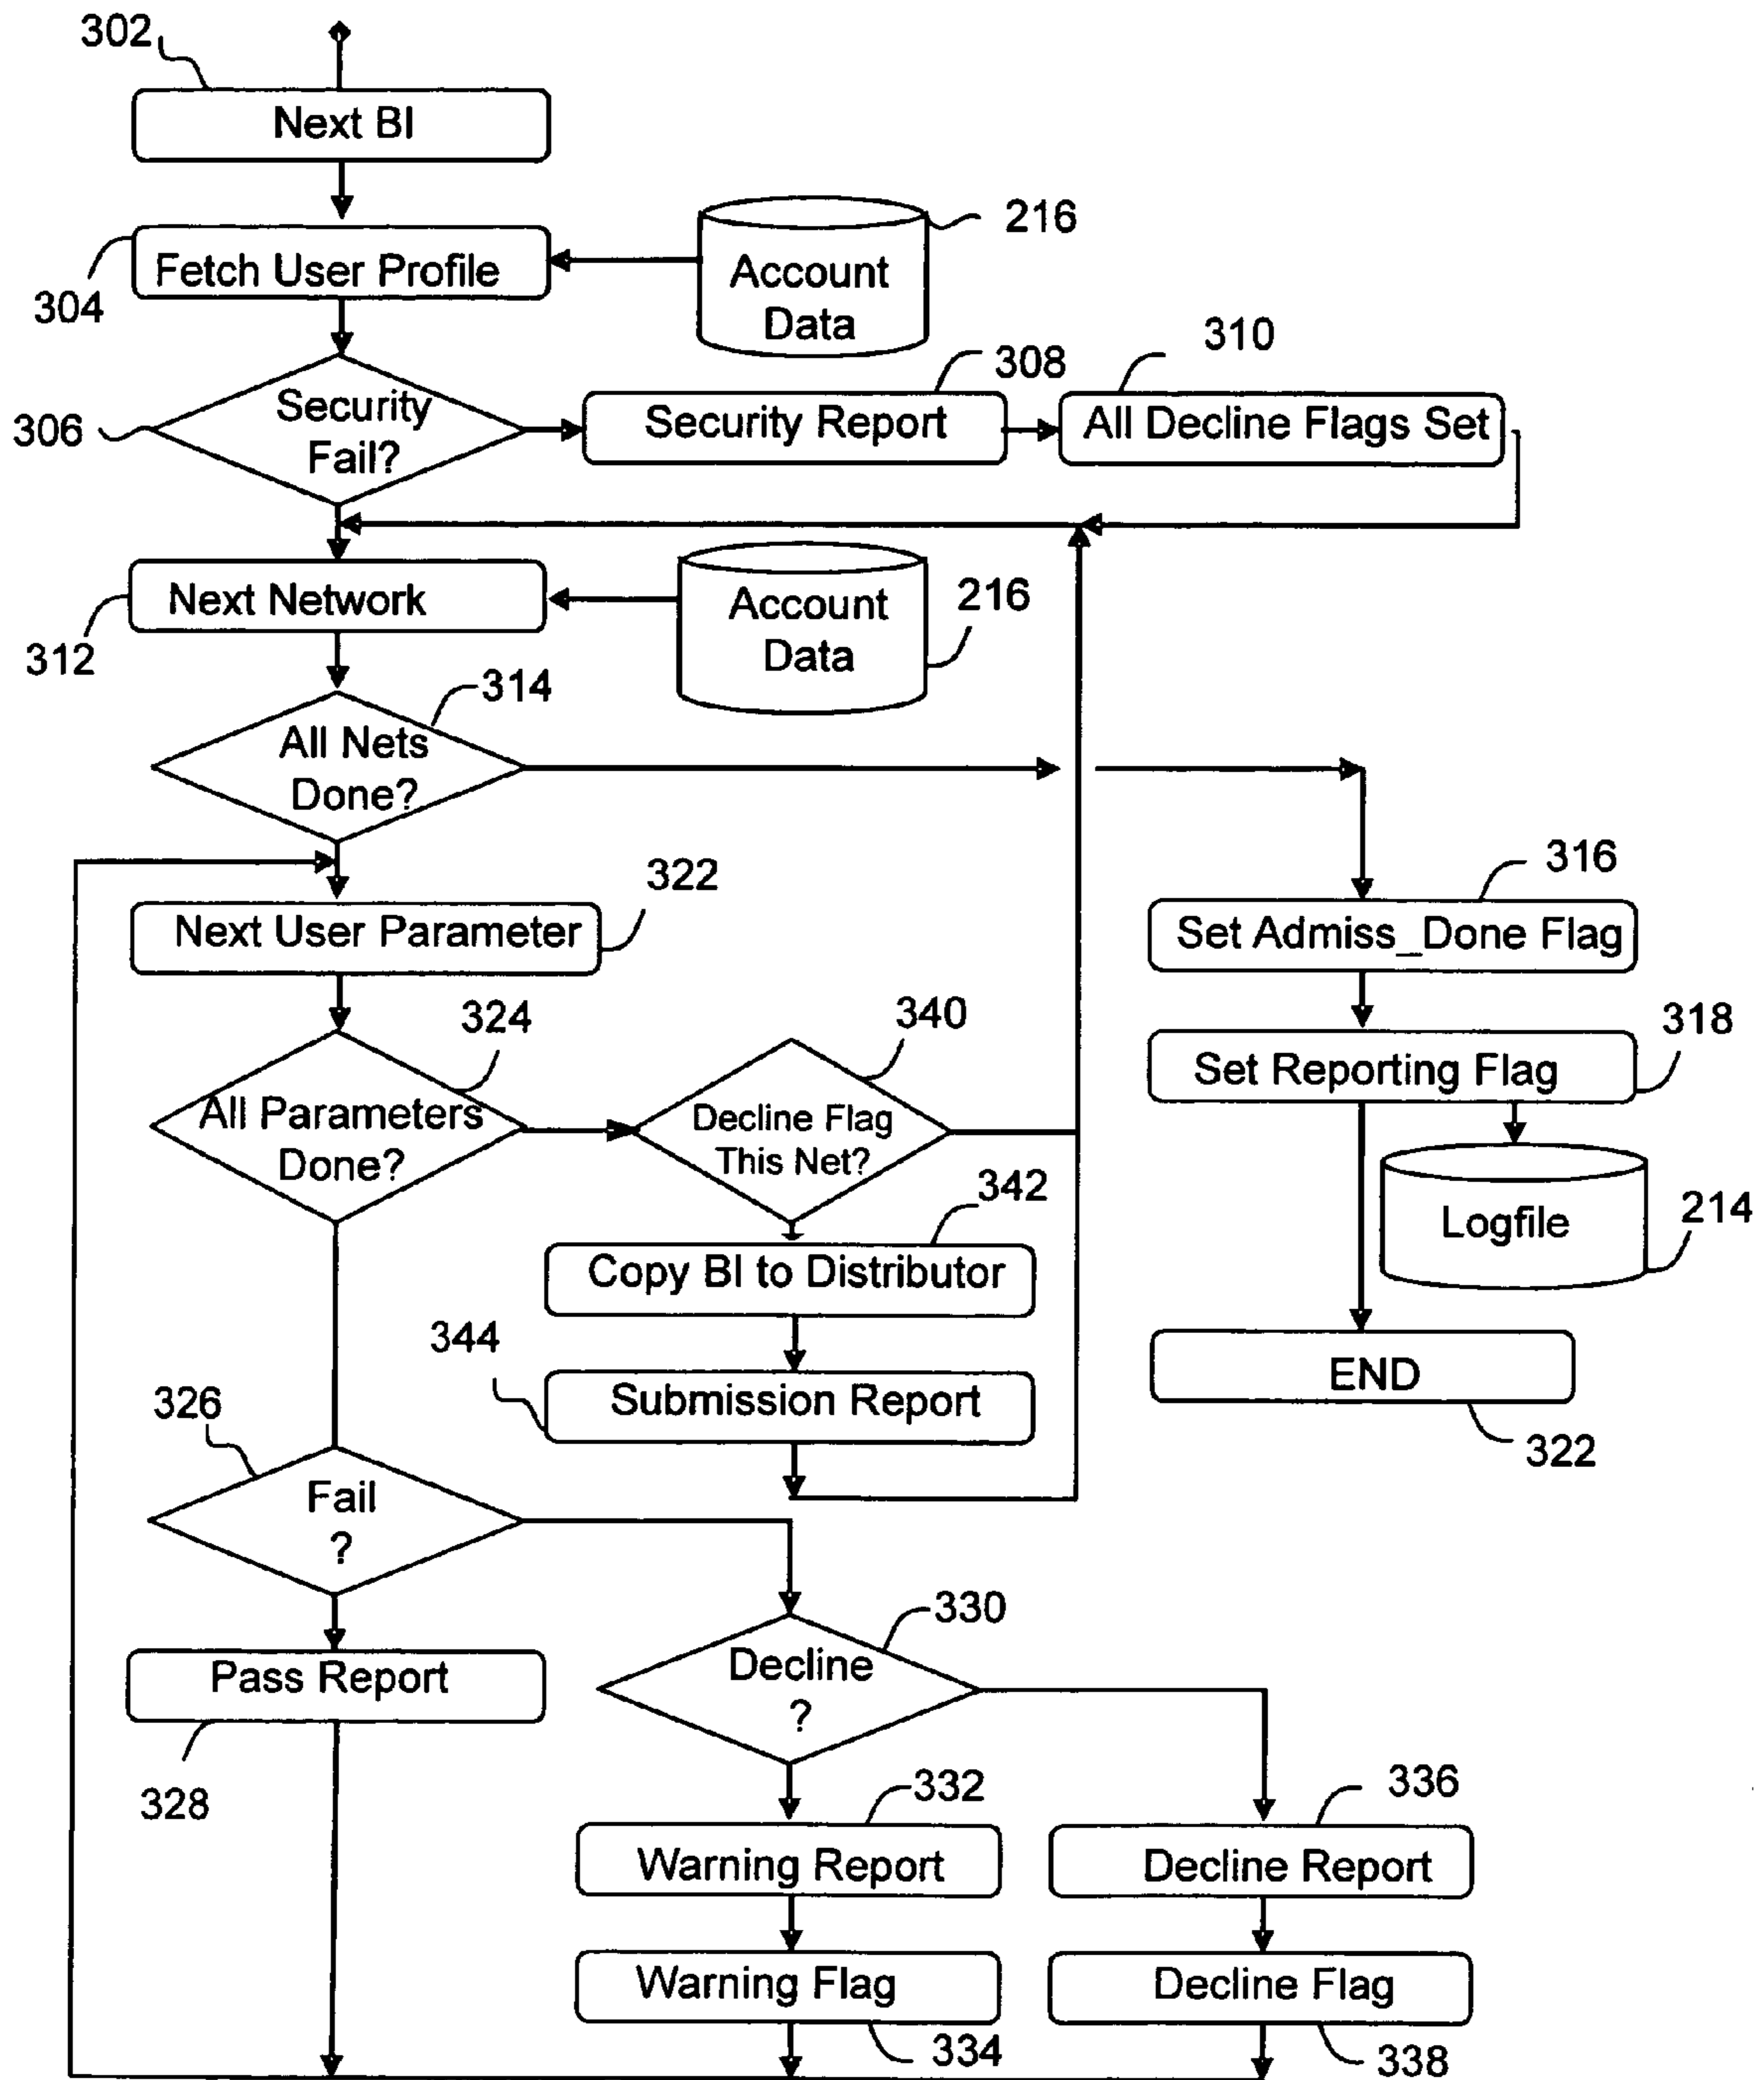 302
Next BI
216
Fetch User Profile
304
Account
Data
310
308
306
Security
Fail?
Security Report
All Decline Flags Set
Next Network
312
Account
Data
216
314
All Nets
Done?
316
322
Next User Parameter
Set Admiss_Done Flag
324
340
318
Set Reporting Flag
All Parameters
Done?
Decline Flag
This Net?
342
Logfile
214
Copy BI to Distributor
344
Submission Report
END
326
322
Fail
?
330
Pass Report
328
Decline
?
332
336
Warning Report
Decline Report
Warning Flag
Decline Flag
334
338